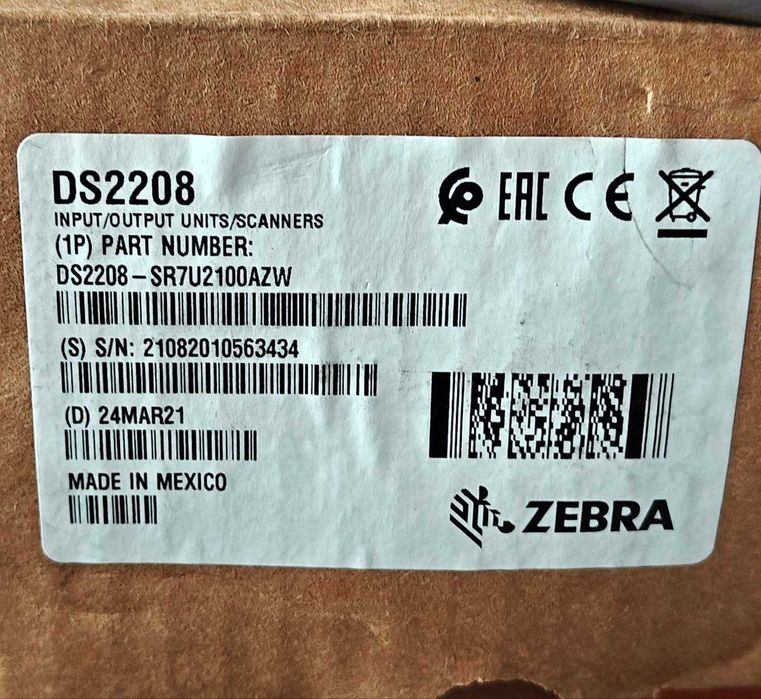 DS2208
INPUT/OUTPUT UNITS/SCANNERS
(1P) PART NUMBER:
DS2208-SR7U2100AZW
(S) S/N: 21082010563434
(D) 24MAR21
MADE IN MEXICO
EAC CE
ZEBRA